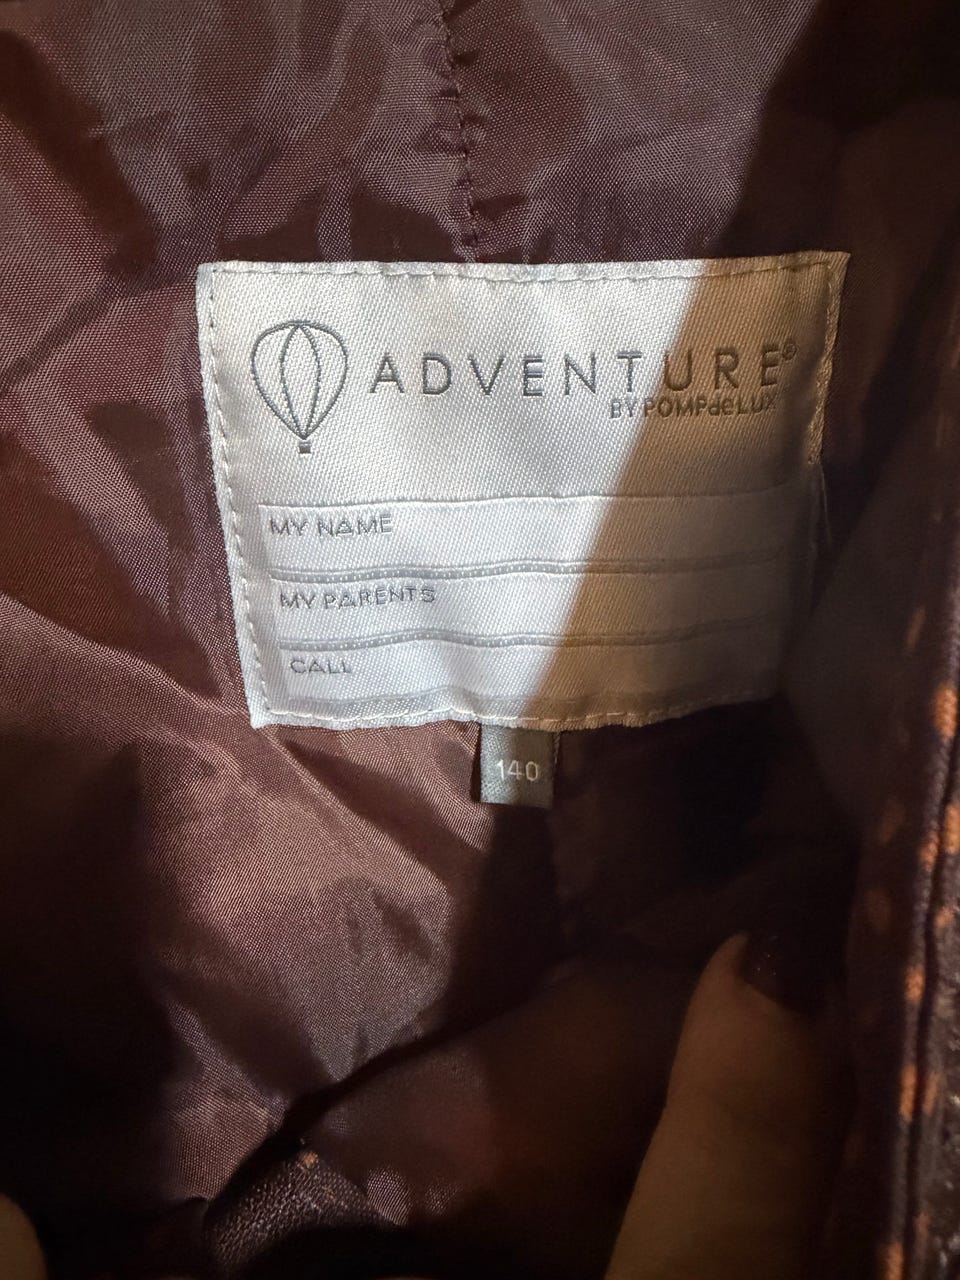 ADVENTURE®
BY POMPdeLUX
MY NAME
MY PARENTS
CALL
140